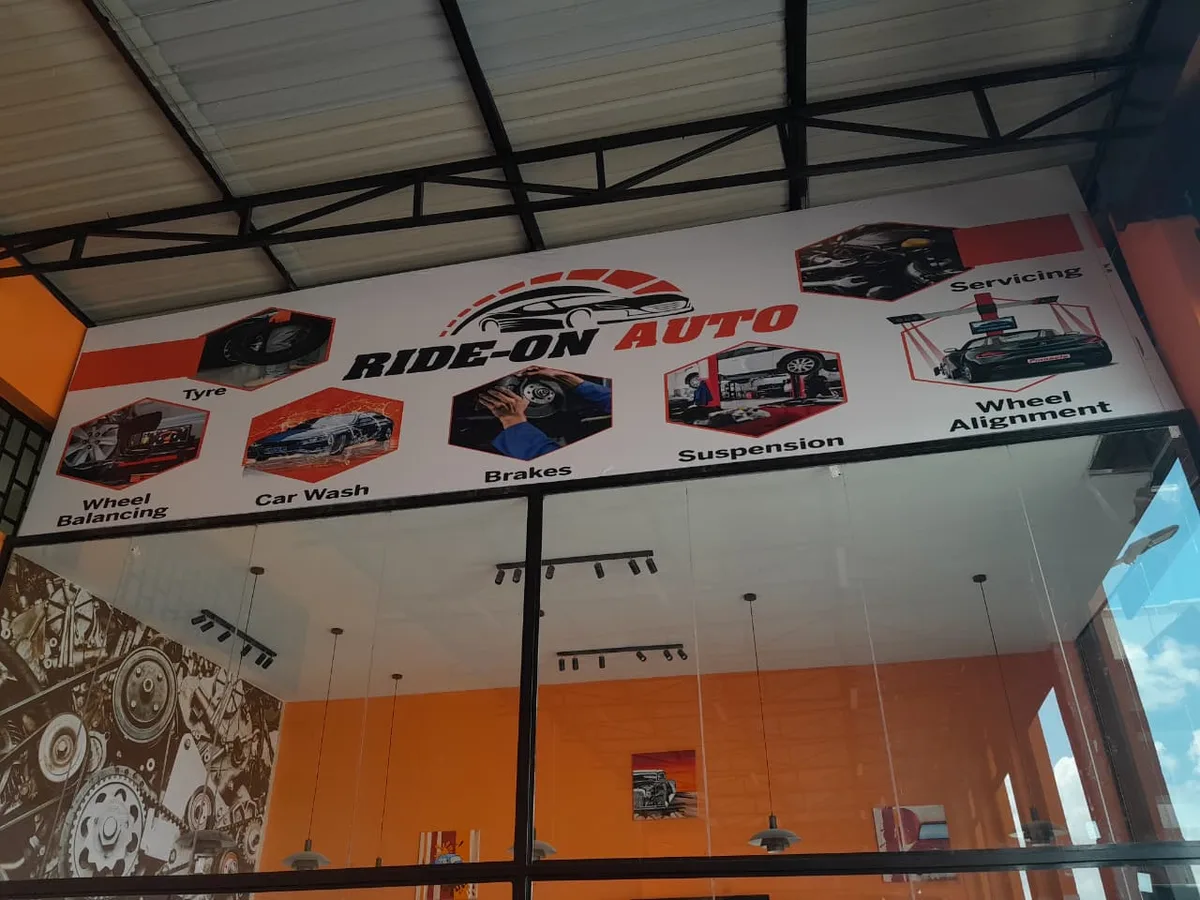 RIDE-ON AUTO
Tyre
Servicing
Wheel
Balancing
Car Wash
Brakes
Suspension
Wheel
Alignment